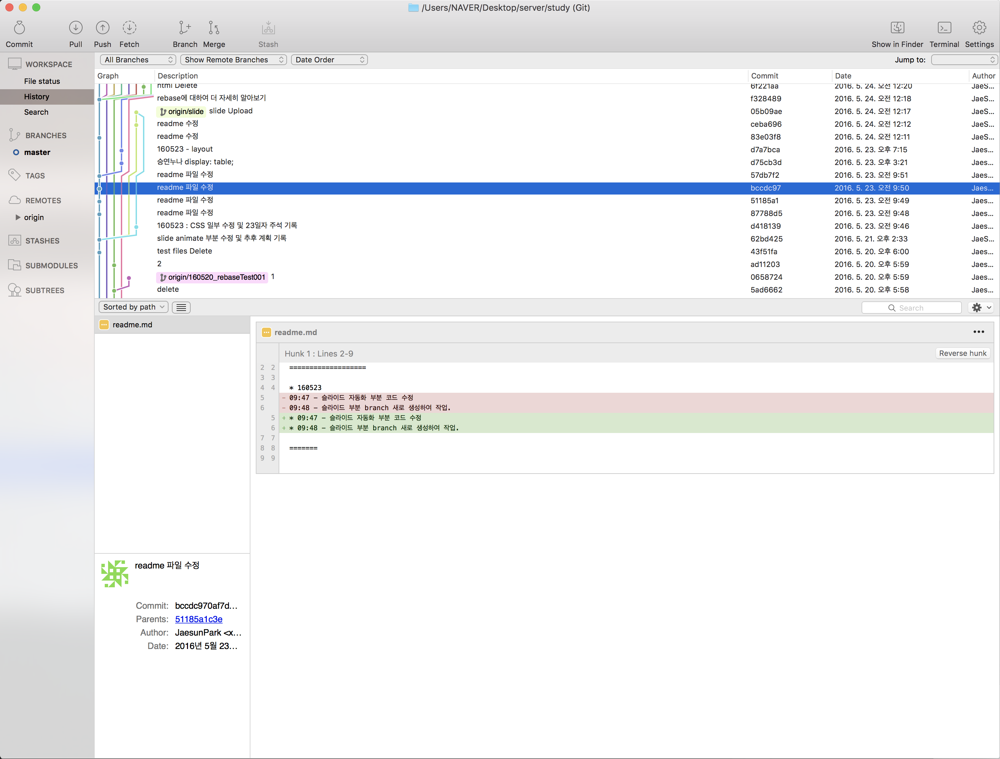 /Users/NAVER/Desktop/server/study (Git)
Commit Pull Push Fetch Branch Merge Stash Show in Finder Terminal Settings
WORKSPACE
File status
History
Search
BRANCHES
master
TAGS
REMOTES
origin
STASHES
SUBMODULES
SUBTREES
All Branches Show Remote Branches Date Order Jump to:
Graph Description Commit Date Author
html Delete 6f221aa 2016. 5. 24. 오전 12:20 JaeS...
rebase에 대하여 더 자세히 알아보기 f328489 2016. 5. 24. 오전 12:18 JaeS...
origin/slide slide Upload 05b09ae 2016. 5. 24. 오전 12:17 JaeS...
readme 수정 ceba696 2016. 5. 24. 오전 12:12 JaeS...
readme 수정 83e03f8 2016. 5. 24. 오전 12:11 JaeS...
160523 - layout d7a7bca 2016. 5. 23. 오후 7:15 Jaes...
승연누나 display: table; d75cb3d 2016. 5. 23. 오후 3:21 Jaes...
readme 파일 수정 57db7f2 2016. 5. 23. 오전 9:51 Jaes...
readme 파일 수정 bccdc97 2016. 5. 23. 오전 9:50 Jaes...
readme 파일 수정 51185a1 2016. 5. 23. 오전 9:49 Jaes...
readme 파일 수정 87788d5 2016. 5. 23. 오전 9:48 Jaes...
160523 : CSS 일부 수정 및 23일자 주석 기록 d418139 2016. 5. 23. 오전 9:46 Jaes...
slide animate 부분 수정 및 추후 계획 기록 62bd425 2016. 5. 21. 오후 2:33 JaeS...
test files Delete 43f51fa 2016. 5. 20. 오후 6:00 Jaes...
2 ad11203 2016. 5. 20. 오후 5:59 Jaes...
origin/160520_rebaseTest001 1 0658724 2016. 5. 20. 오후 5:59 Jaes...
delete 5ad6662 2016. 5. 20. 오후 5:58 Jaes...
Sorted by path Search
readme.md
readme.md
Hunk 1 : Lines 2-9 Reverse hunk
2 2 ===================
3 3
4 4 * 160523
5 - 09:47 - 슬라이드 자동화 부분 코드 수정
6 - 09:48 - 슬라이드 부분 branch 새로 생성하여 작업.
5 + * 09:47 - 슬라이드 자동화 부분 코드 수정
6 + * 09:48 - 슬라이드 부분 branch 새로 생성하여 작업.
7 7
8 8 =======
9 9
readme 파일 수정
Commit: bccdc970af7d...
Parents: 51185a1c3e
Author: JaesunPark <x...
Date: 2016년 5월 23...